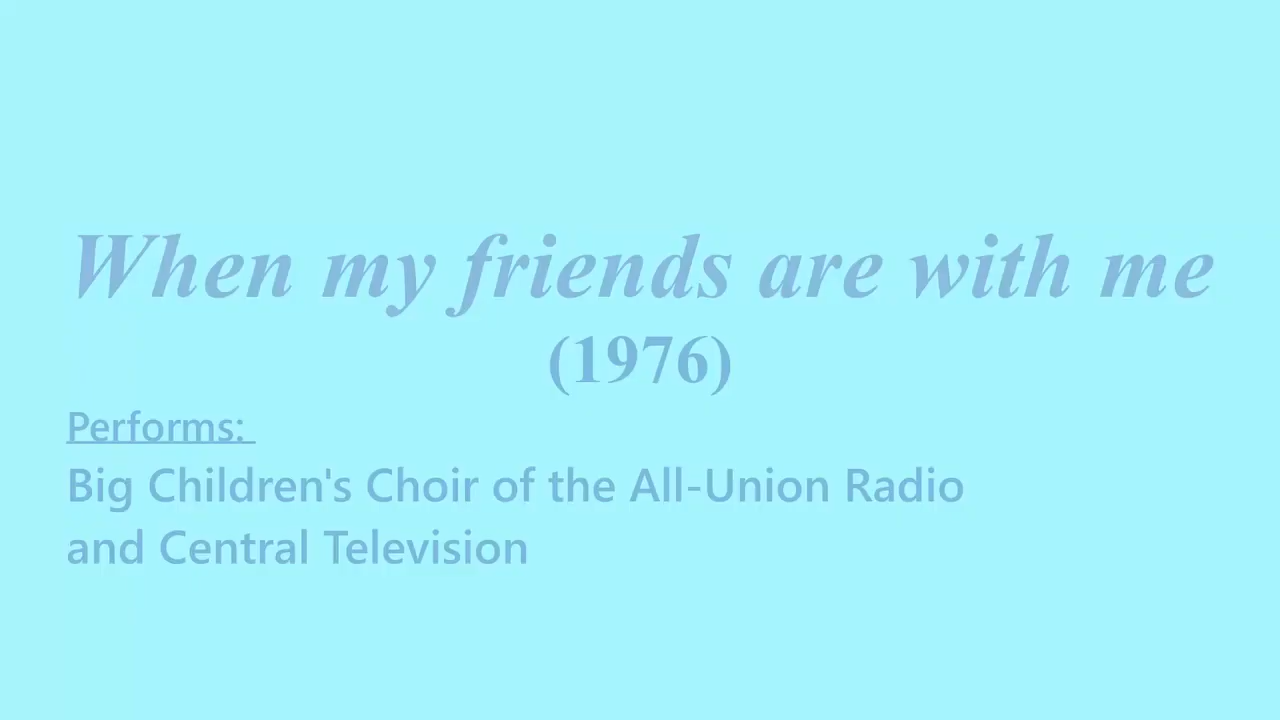 When my friends are with me
(1976)
Performs:
Big Children's Choir of the All-Union Radio
and Central Television